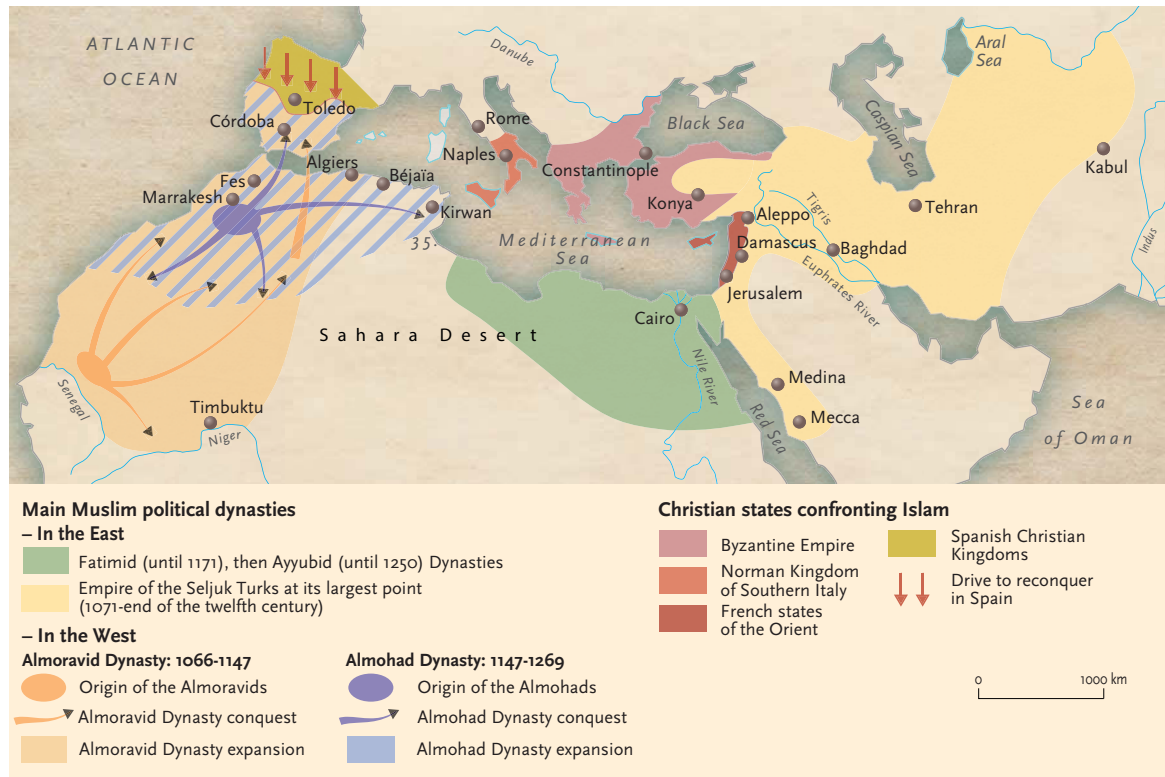 ATLANTIC
OCEAN
Danube
Aral
Sea
Toledo
Córdoba
Rome
Black Sea
Caspian Sea
Naples
Constantinople
Kabul
Algiers
Béjaïa
Fes
Marrakesh
Kirwan
Konya
Aleppo
Tigris
Tehran
Indus
35.
Mediterranean
Sea
Damascus
Baghdad
Euphrates River
Jerusalem
Cairo
Sahara Desert
Nile River
Medina
Senegal
Timbuktu
Niger
Red Sea
Mecca
Sea
of Oman
Main Muslim political dynasties
– In the East
Fatimid (until 1171), then Ayyubid (until 1250) Dynasties
Empire of the Seljuk Turks at its largest point
(1071-end of the twelfth century)
– In the West
Almoravid Dynasty: 1066-1147
Origin of the Almoravids
Almoravid Dynasty conquest
Almoravid Dynasty expansion
Almohad Dynasty: 1147-1269
Origin of the Almohads
Almohad Dynasty conquest
Almohad Dynasty expansion
Christian states confronting Islam
Byzantine Empire
Norman Kingdom
of Southern Italy
French states
of the Orient
Spanish Christian
Kingdoms
Drive to reconquer
in Spain
0 1000 km